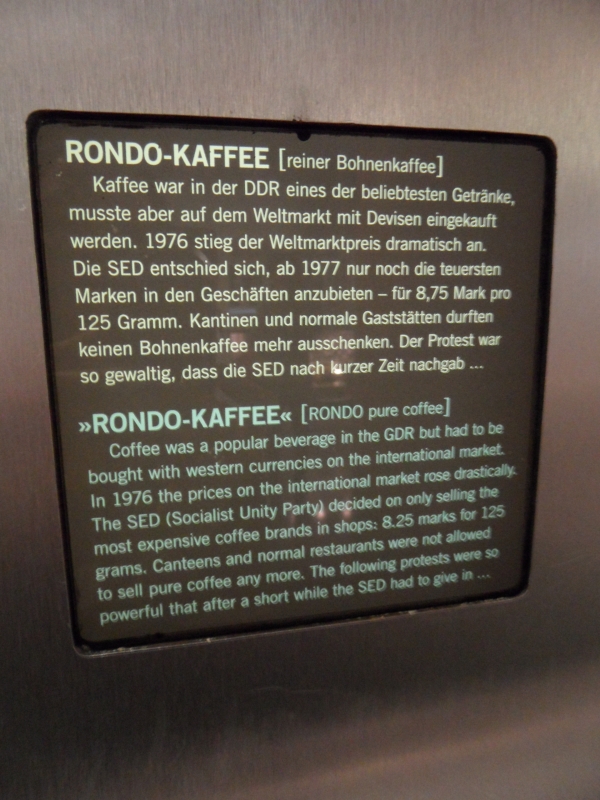 RONDO-KAFFEE [reiner Bohnenkaffee]
Kaffee war in der DDR eines der beliebtesten Getränke,
musste aber auf dem Weltmarkt mit Devisen eingekauft
werden. 1976 stieg der Weltmarktpreis dramatisch an.
Die SED entschied sich, ab 1977 nur noch die teuersten
Marken in den Geschäften anzubieten – für 8,75 Mark pro
125 Gramm. Kantinen und normale Gaststätten durften
keinen Bohnenkaffee mehr ausschenken. Der Protest war
so gewaltig, dass die SED nach kurzer Zeit nachgab ...
»RONDO-KAFFEE« [RONDO pure coffee]
Coffee was a popular beverage in the GDR but had to be
bought with western currencies on the international market.
In 1976 the prices on the international market rose drastically.
The SED (Socialist Unity Party) decided on only selling the
most expensive coffee brands in shops: 8.25 marks for 125
grams. Canteens and normal restaurants were not allowed
to sell pure coffee any more. The following protests were so
powerful that after a short while the SED had to give in ...